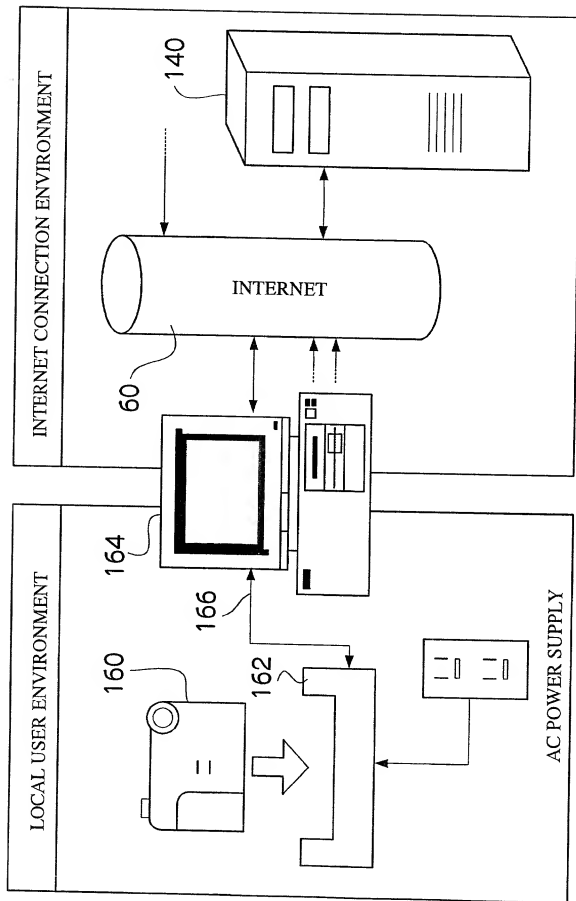 LOCAL USER ENVIRONMENT
160
162
166
164
AC POWER SUPPLY
INTERNET CONNECTION ENVIRONMENT
60
INTERNET
140